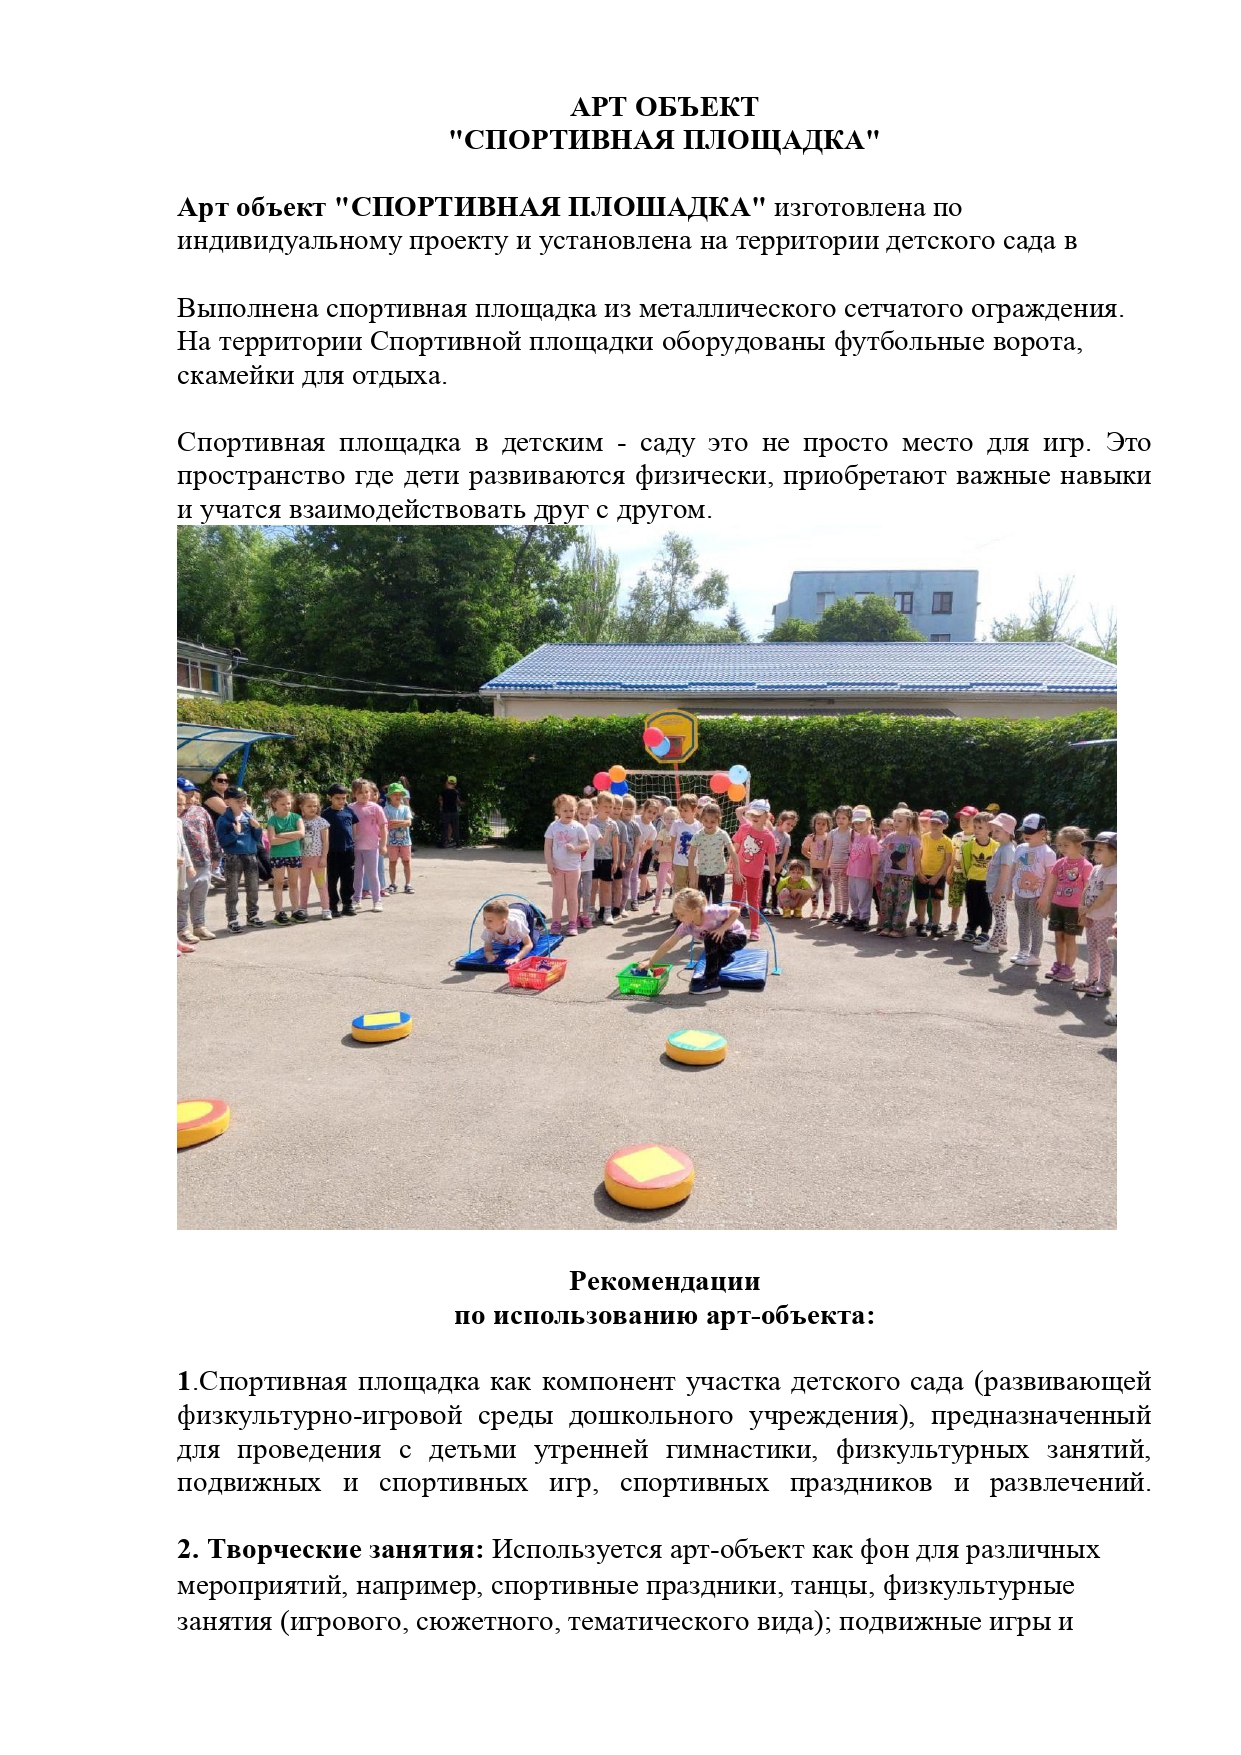 АРТ ОБЪЕКТ
"СПОРТИВНАЯ ПЛОЩАДКА"
Арт объект "СПОРТИВНАЯ ПЛОШАДКА" изготовлена по
индивидуальному проекту и установлена на территории детского сада в
Выполнена спортивная площадка из металлического сетчатого ограждения.
На территории Спортивной площадки оборудованы футбольные ворота,
скамейки для отдыха.
Спортивная площадка в детским - саду это не просто место для игр. Это
пространство где дети развиваются физически, приобретают важные навыки
и учатся взаимодействовать друг с другом.
Рекомендации
по использованию арт-объекта:
1.Спортивная площадка как компонент участка детского сада (развивающей
физкультурно-игровой среды дошкольного учреждения), предназначенный
для проведения с детьми утренней гимнастики, физкультурных занятий,
подвижных и спортивных игр, спортивных праздников и развлечений.
2. Творческие занятия: Используется арт-объект как фон для различных
мероприятий, например, спортивные праздники, танцы, физкультурные
занятия (игрового, сюжетного, тематического вида); подвижные игры и